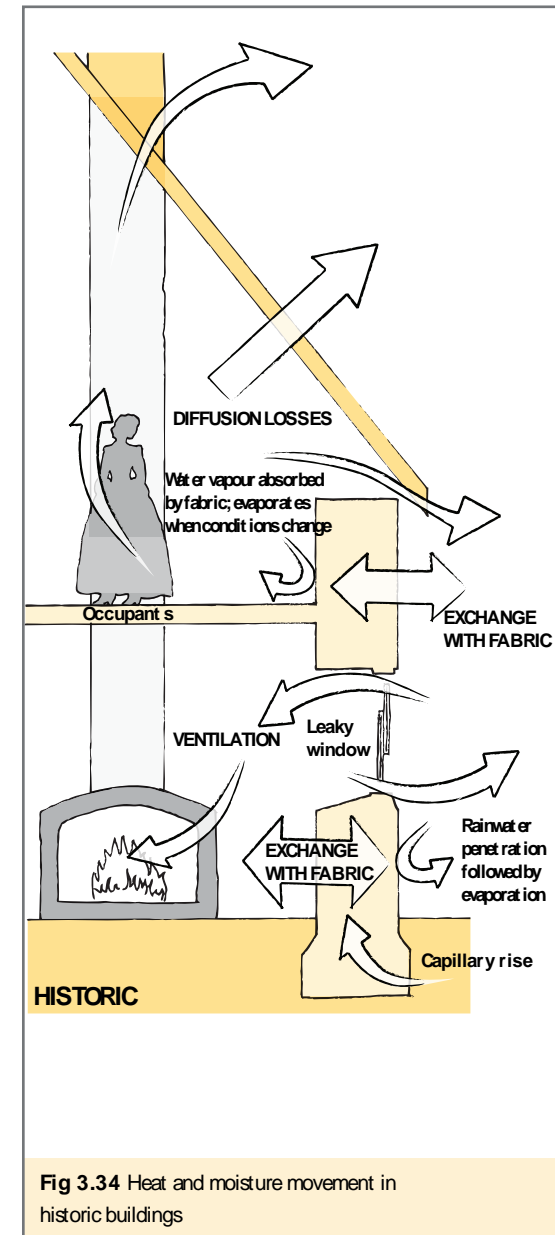 DIFFUSION LOSSES
Water vapour absorbed
by fabric; evaporates
when conditions change
Occupants
EXCHANGE
WITH FABRIC
VENTILATION
Leaky
window
EXCHANGE
WITH FABRIC
Rainwater
penetration
followed by
evaporation
Capillary rise
HISTORIC
Fig 3.34 Heat and moisture movement in
historic buildings